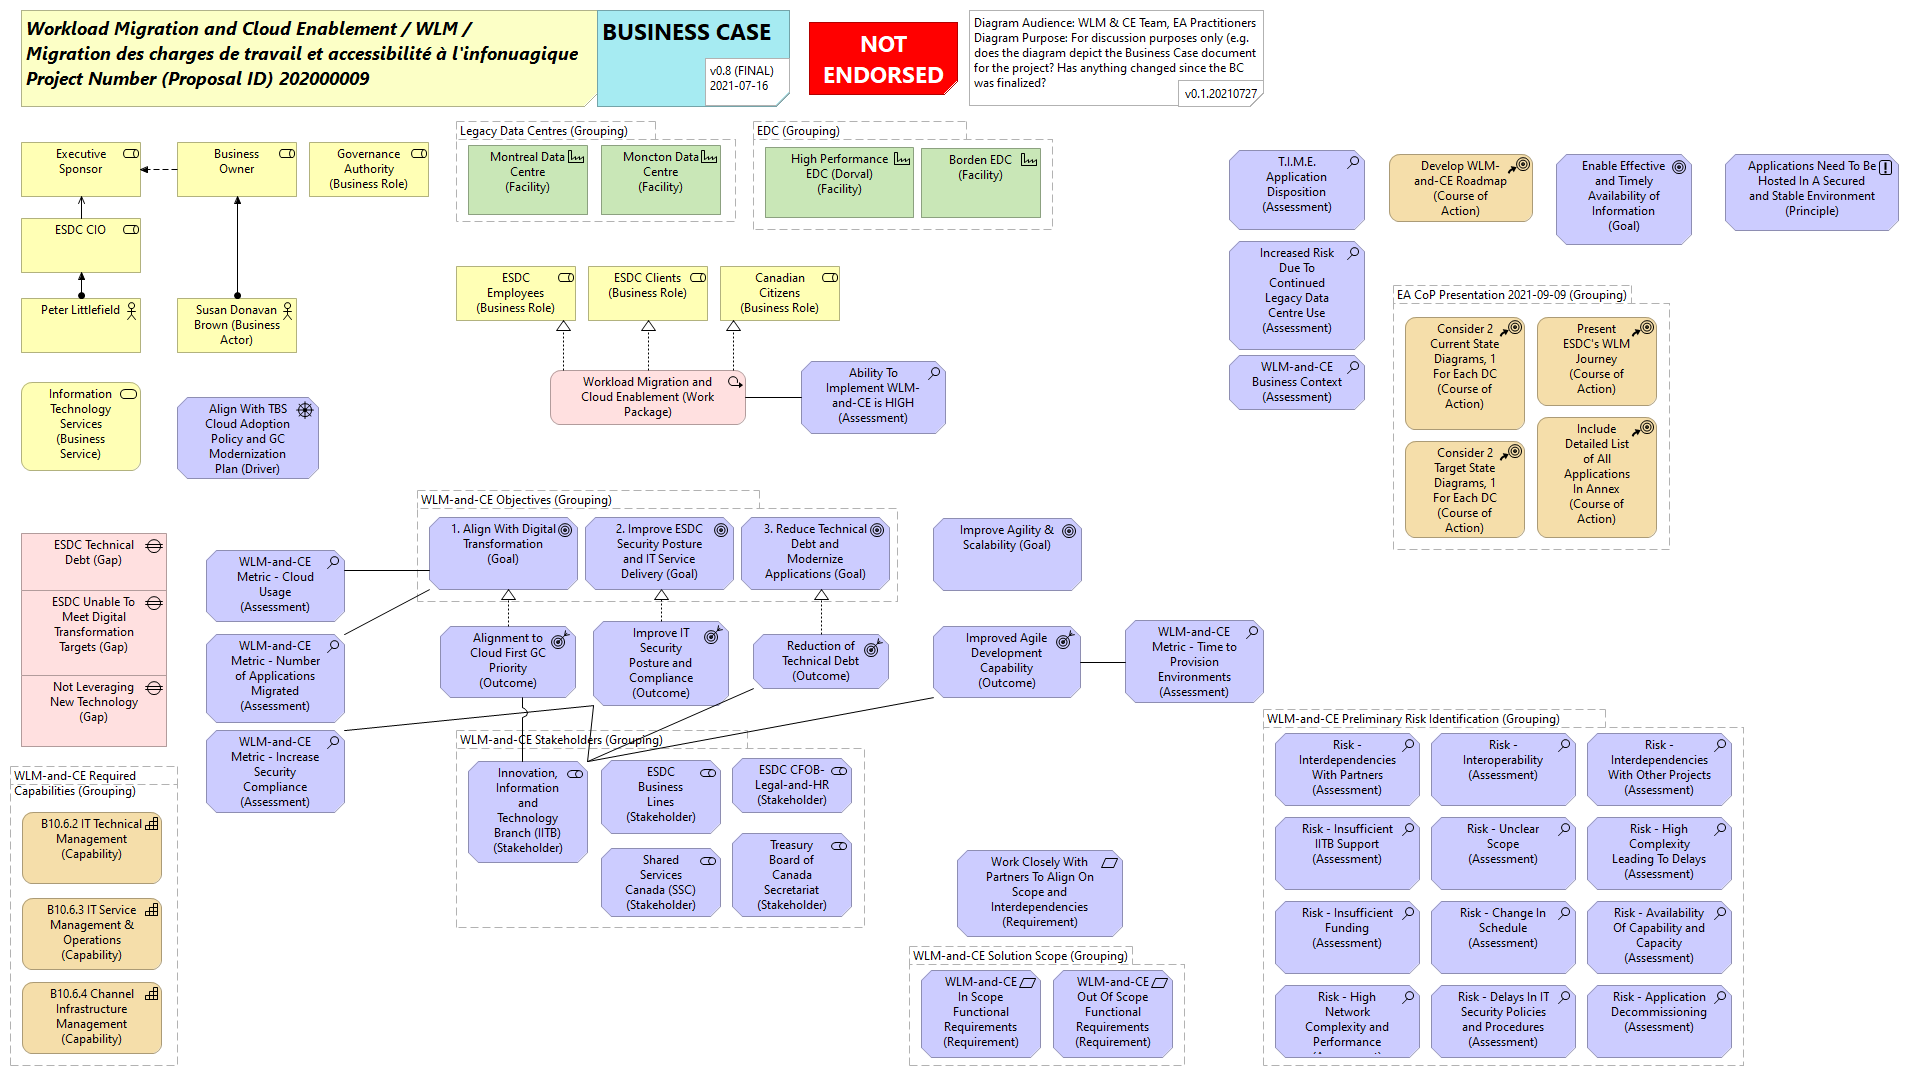 Workload Migration and Cloud Enablement / WLM /
Migration des charges de travail et accessibilité à l'infonuagique
Project Number (Proposal ID) 202000009
BUSINESS CASE
v0.8 (FINAL)
2021-07-16
NOT
ENDORSED
Diagram Audience: WLM & CE Team, EA Practitioners
Diagram Purpose: For discussion purposes only (e.g.
does the diagram depict the Business Case document
for the project? Has anything changed since the BC
was finalized?
v0.1.20210727
Executive
Sponsor
Business
Owner
Governance
Authority
(Business Role)
ESDC CIO
Peter Littlefield
Susan Donavan
Brown (Business
Actor)
Legacy Data Centres (Grouping)
Montreal Data
Centre
(Facility)
Moncton Data
Centre
(Facility)
EDC (Grouping)
High Performance
EDC (Dorval)
(Facility)
Borden EDC
(Facility)
ESDC
Employees
(Business Role)
ESDC Clients
(Business Role)
Canadian
Citizens
(Business Role)
Workload Migration and
Cloud Enablement (Work
Package)
Ability To
Implement WLM-
and-CE is HIGH
(Assessment)
T.I.M.E.
Application
Disposition
(Assessment)
Increased Risk
Due To
Continued
Legacy Data
Centre Use
(Assessment)
WLM-and-CE
Business Context
(Assessment)
Develop WLM-
and-CE Roadmap
(Course of
Action)
Enable Effective
and Timely
Availability of
Information
(Goal)
Applications Need To Be
Hosted In A Secured
and Stable Environment
(Principle)
EA CoP Presentation 2021-09-09 (Grouping)
Consider 2
Current State
Diagrams, 1
For Each DC
(Course of
Action)
Present
ESDC's WLM
Journey
(Course of
Action)
Consider 2
Target State
Diagrams, 1
For Each DC
(Course of
Action)
Include
Detailed List
of All
Applications
In Annex
(Course of
Action)
Information
Technology
Services
(Business
Service)
Align With TBS
Cloud Adoption
Policy and GC
Modernization
Plan (Driver)
WLM-and-CE Objectives (Grouping)
1. Align With Digital
Transformation
(Goal)
2. Improve ESDC
Security Posture
and IT Service
Delivery (Goal)
3. Reduce Technical
Debt and
Modernize
Applications (Goal)
Improve Agility &
Scalability (Goal)
ESDC Technical
Debt (Gap)
ESDC Unable To
Meet Digital
Transformation
Targets (Gap)
Not Leveraging
New Technology
(Gap)
WLM-and-CE
Metric - Cloud
Usage
(Assessment)
WLM-and-CE
Metric - Number
of Applications
Migrated
(Assessment)
WLM-and-CE
Metric - Increase
Security
Compliance
(Assessment)
Alignment to
Cloud First GC
Priority
(Outcome)
Improve IT
Security
Posture and
Compliance
(Outcome)
Reduction of
Technical Debt
(Outcome)
Improved Agile
Development
Capability
(Outcome)
WLM-and-CE
Metric - Time to
Provision
Environments
(Assessment)
WLM-and-CE Required
Capabilities (Grouping)
B10.6.2 IT Technical
Management
(Capability)
B10.6.3 IT Service
Management &
Operations
(Capability)
B10.6.4 Channel
Infrastructure
Management
(Capability)
WLM-and-CE Stakeholders (Grouping)
Innovation,
Information
and
Technology
Branch (IITB)
(Stakeholder)
ESDC
Business
Lines
(Stakeholder)
ESDC CFOB-
Legal-and-HR
(Stakeholder)
Shared
Services
Canada (SSC)
(Stakeholder)
Treasury
Board of
Canada
Secretariat
(Stakeholder)
Work Closely With
Partners To Align On
Scope and
Interdependencies
(Requirement)
WLM-and-CE Solution Scope (Grouping)
WLM-and-CE
In Scope
Functional
Requirements
(Requirement)
WLM-and-CE
Out Of Scope
Functional
Requirements
(Requirement)
WLM-and-CE Preliminary Risk Identification (Grouping)
Risk -
Interdependencies
With Partners
(Assessment)
Risk -
Interoperability
(Assessment)
Risk -
Interdependencies
With Other Projects
(Assessment)
Risk - Insufficient
IITB Support
(Assessment)
Risk - Unclear
Scope
(Assessment)
Risk - High
Complexity
Leading To Delays
(Assessment)
Risk - Insufficient
Funding
(Assessment)
Risk - Change In
Schedule
(Assessment)
Risk - Availability
Of Capability and
Capacity
(Assessment)
Risk - High
Network
Complexity and
Performance
Risk - Delays In IT
Security Policies
and Procedures
(Assessment)
Risk - Application
Decommissioning
(Assessment)